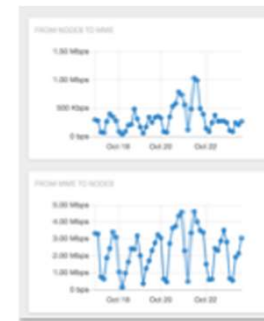 FROM NODES TO MME
1.50 Mbps
1.00 Mbps
500 Kbps
0 bps
Oct 18
Oct 20
Oct 22
FROM MME TO NODES
5.00 Mbps
4.00 Mbps
3.00 Mbps
2.00 Mbps
1.00 Mbps
0 bps
Oct 18
Oct 20
Oct 22